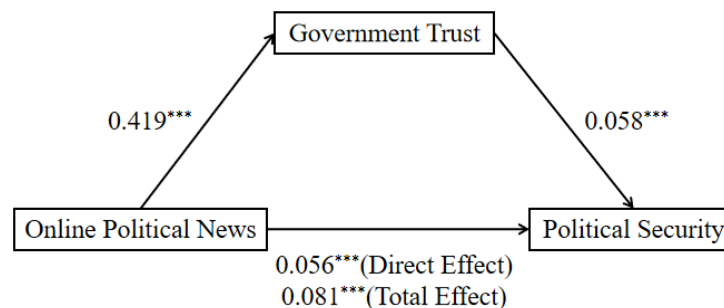 Government Trust
0.419***
0.058***
Online Political News
Political Security
0.056***(Direct Effect)
0.081***(Total Effect)